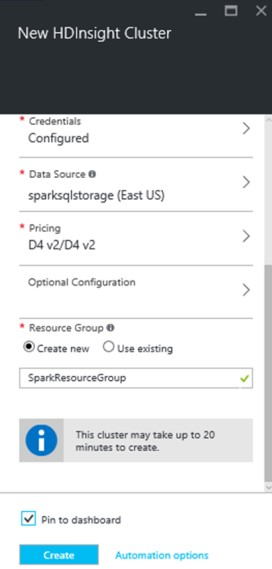 New HDInsight Cluster
* Credentials
Configured
* Data Source
sparksqlstorage (East US)
* Pricing
D4 v2/D4 v2
Optional Configuration
* Resource Group
Create new Use existing
SparkResourceGroup
This cluster may take up to 20
minutes to create.
Pin to dashboard
Create Automation options